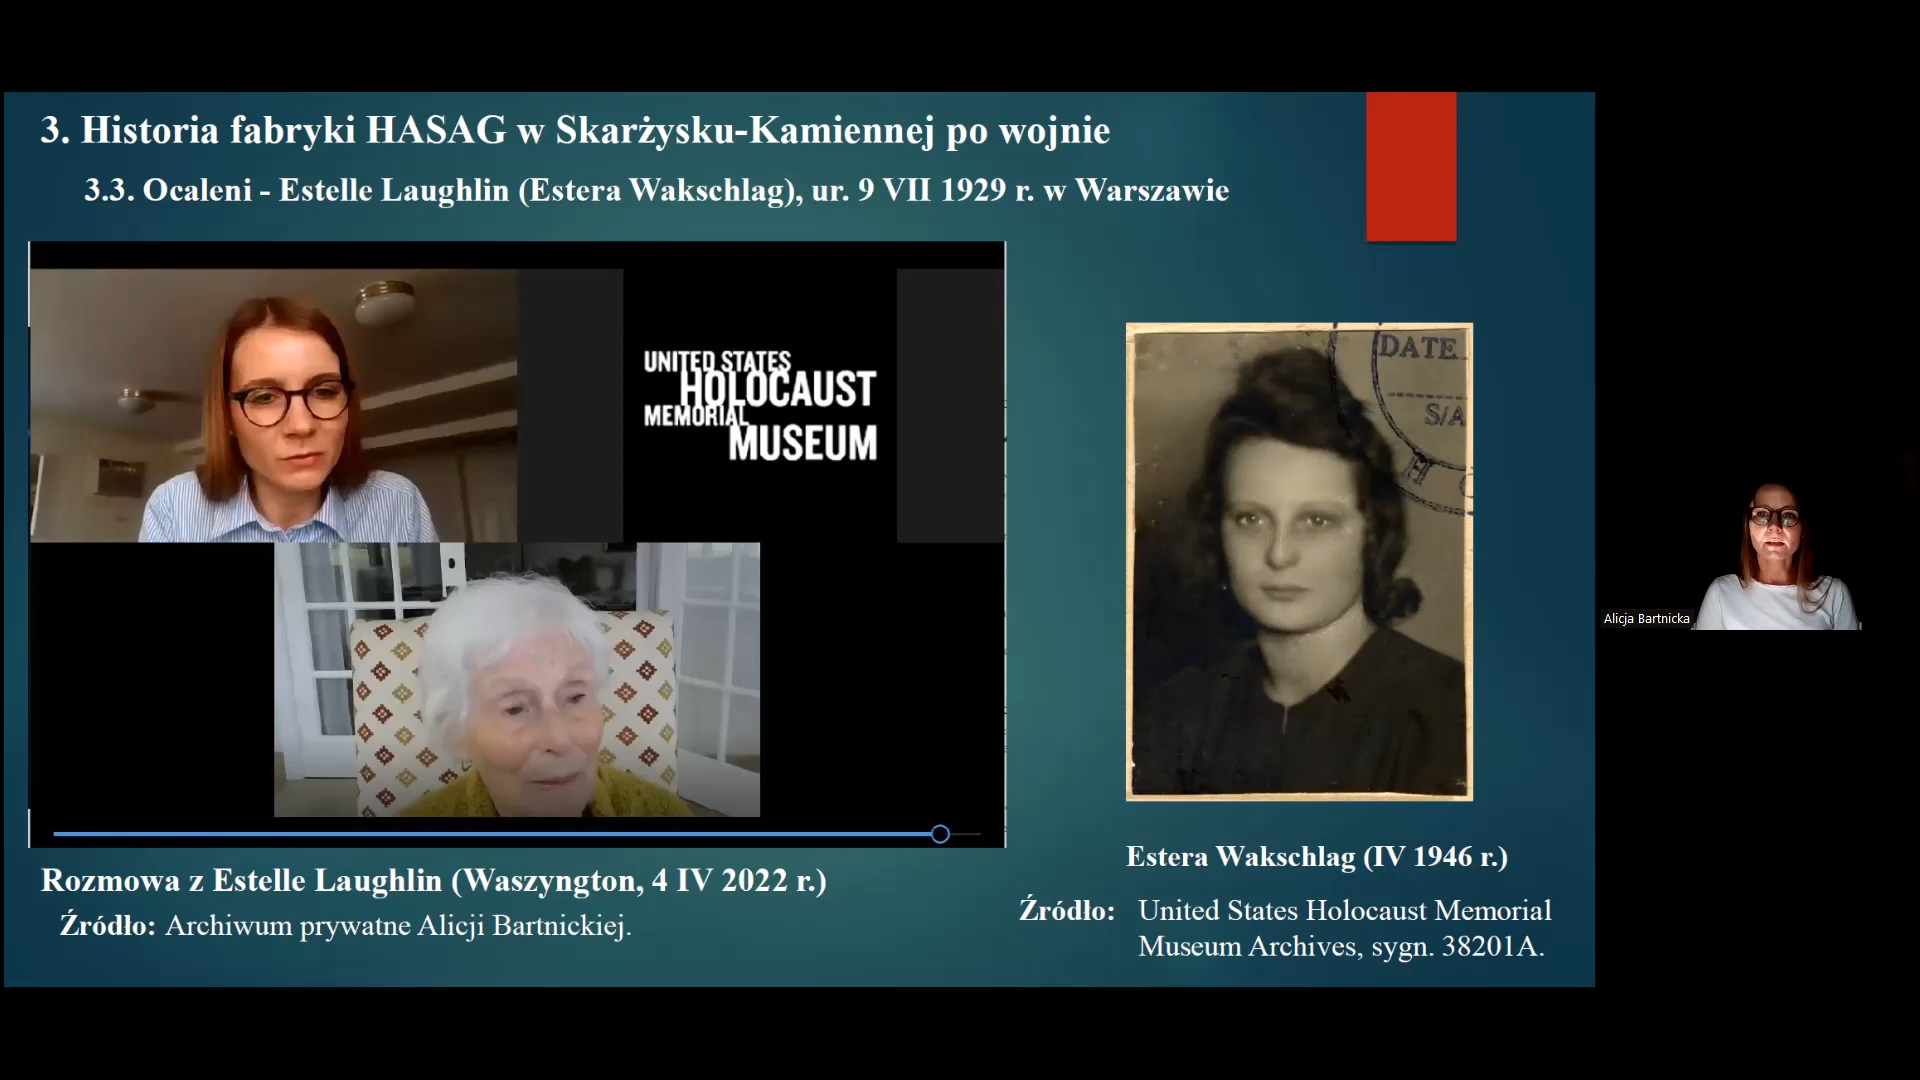 3. Historia fabryki HASAG w Skarżysku-Kamiennej po wojnie
3.3. Ocaleni - Estelle Laughlin (Estera Wakschlag), ur. 9 VII 1929 r. w Warszawie
UNITED STATES
HOLOCAUST
MEMORIAL
MUSEUM
DATE
S/A
H
Rozmowa z Estelle Laughlin (Waszyngton, 4 IV 2022 r.)
Źródło: Archiwum prywatne Alicji Bartnickiej.
Estera Wakschlag (IV 1946 r.)
Źródło: United States Holocaust Memorial
Museum Archives, sygn. 38201A.
Alicja Bartnicka